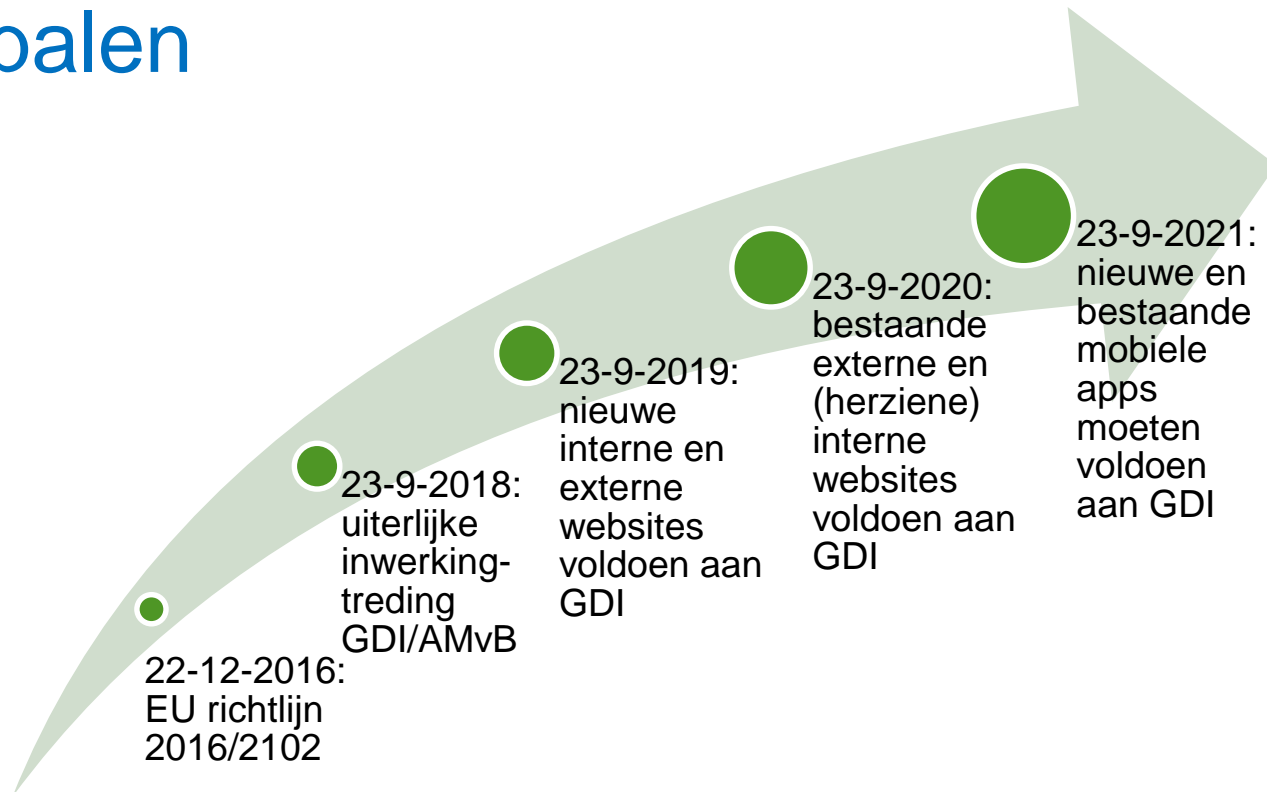 palen
22-12-2016:
EU richtlijn
2016/2102
23-9-2018:
uiterlijke
inwerking-
treding
GDI/AMvB
23-9-2019:
nieuwe
interne en
externe
websites
voldoen aan
GDI
23-9-2020:
bestaande
externe en
(herziene)
interne
websites
voldoen aan
GDI
23-9-2021:
nieuwe en
bestaande
mobiele
apps
moeten
voldoen
aan GDI